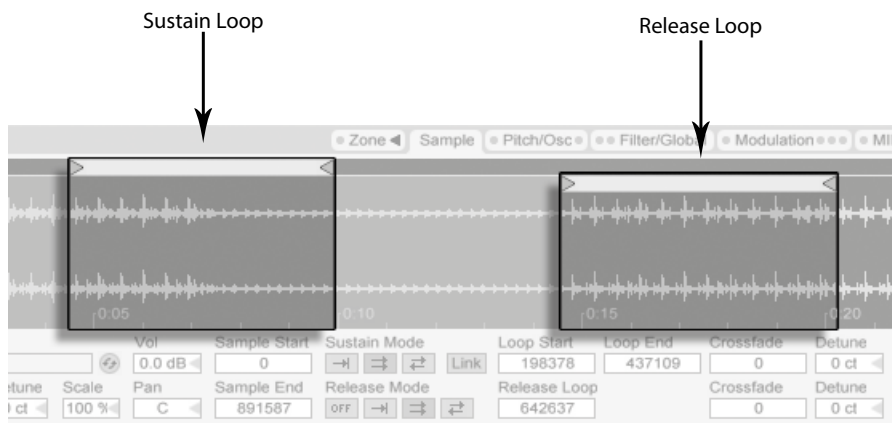 Sustain Loop
Release Loop
Zone Sample Pitch/Osc Filter/Global Modulation
0:05 0:10 0:15 0:20
Vol Sample Start Sustain Mode Loop Start Loop End Crossfade Detune
0.0 dB 0 Link 198378 437109 0 0 ct
Scale Pan Sample End Release Mode Release Loop Crossfade Detune
ct 100 % C 891587 OFF 642637 0 0 ct